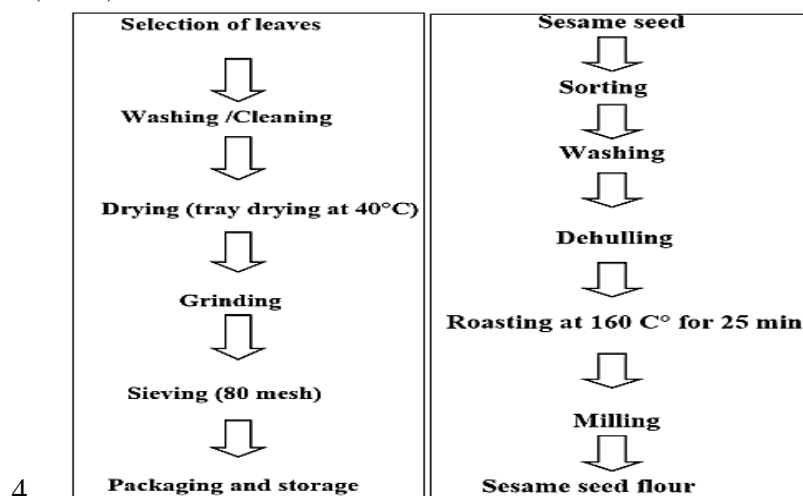 Selection of leaves
Washing /Cleaning
Drying (tray drying at 40°C)
Grinding
Sieving (80 mesh)
Packaging and storage
Sesame seed
Sorting
Washing
Dehulling
Roasting at 160 C° for 25 min
Milling
Sesame seed flour
4